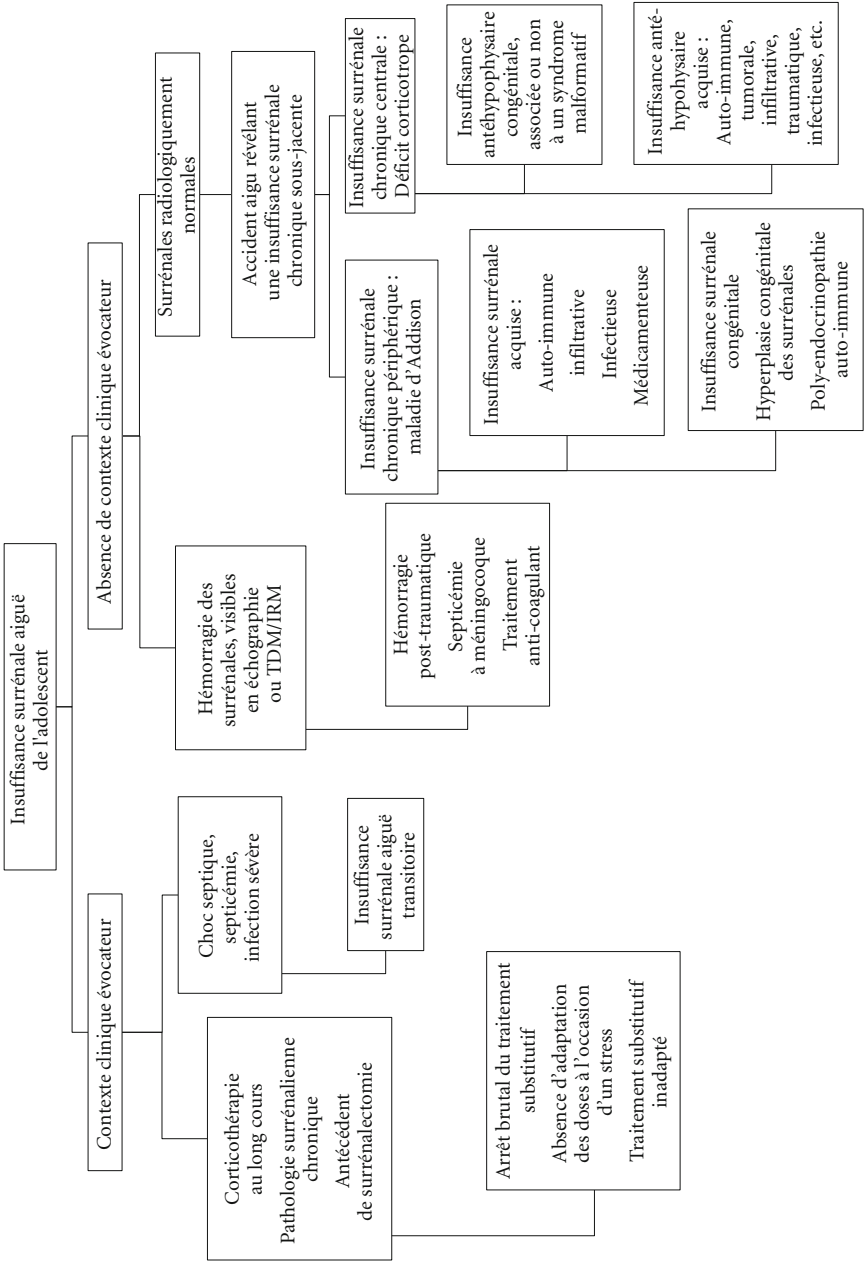 Insuffisance surrénale aiguë
de l'adolescent
Contexte clinique évocateur
Corticothérapie
au long cours
Pathologie surrénalienne
chronique
Antécédent
de surrénalectomie
Arrêt brutal du traitement
substitutif
Absence d'adaptation
des doses à l'occasion
d'un stress
Traitement substitutif
inadapté
Choc septique,
septicémie,
infection sévère
Insuffisance
surrénale aiguë
transitoire
Absence de contexte clinique évocateur
Hémorragie des
surrénales, visibles
en échographie
ou TDM/IRM
Hémorragie
post-traumatique
Septicémie
à méningocoque
Traitement
anti-coagulant
Surrénales radiologiquement
normales
Accident aigu révélant
une insuffisance surrénale
chronique sous-jacente
Insuffisance surrénale
chronique périphérique :
maladie d'Addison
Insuffisance surrénale
acquise :
Auto-immune
infiltrative
Infectieuse
Médicamenteuse
Insuffisance surrénale
congénitale
Hyperplasie congénitale
des surrénales
Poly-endocrinopathie
auto-immune
Insuffisance surrénale
chronique centrale :
Déficit corticotrope
Insuffisance
antéhypophysaire
congénitale,
associée ou non
à un syndrome
malformatif
Insuffisance anté-
hypohysaire
acquise :
Auto-immune,
tumorale,
infiltrative,
traumatique,
infectieuse, etc.